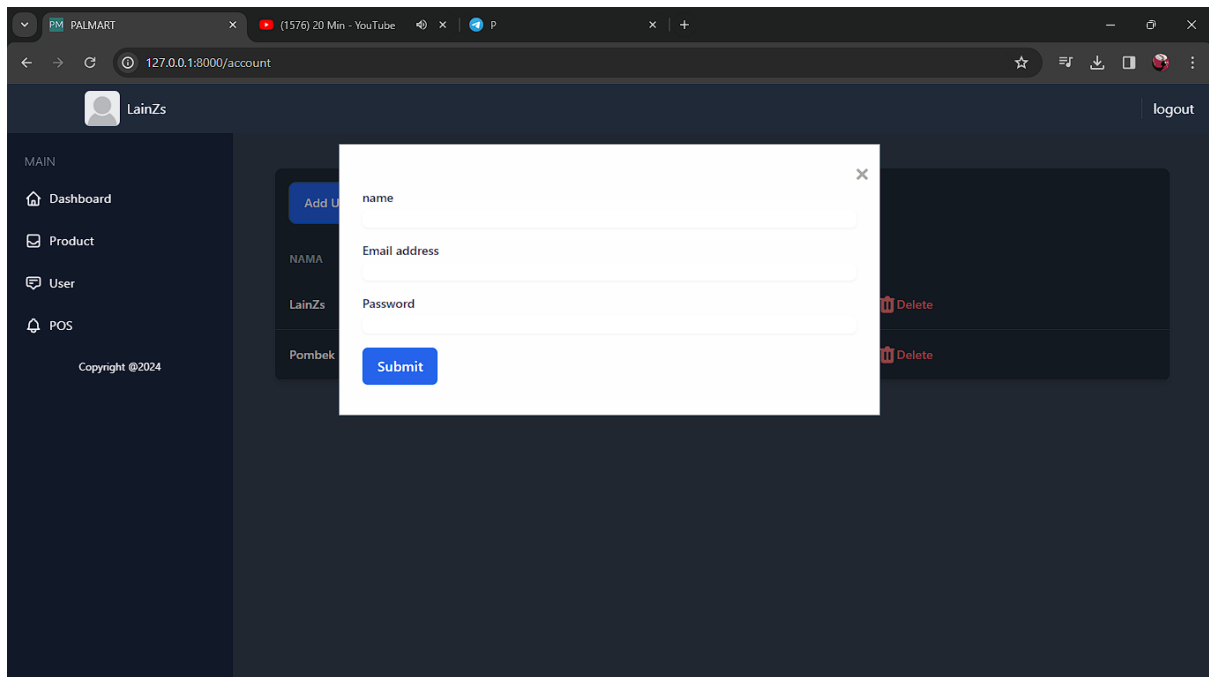 PM PALMART
(1576) 20 Min - YouTube
P
127.0.0.1:8000/account
LainZs
logout
MAIN
Dashboard
Product
User
POS
Copyright @2024
Add U
NAMA
LainZs
Delete
Pombek
Delete
name
Email address
Password
Submit